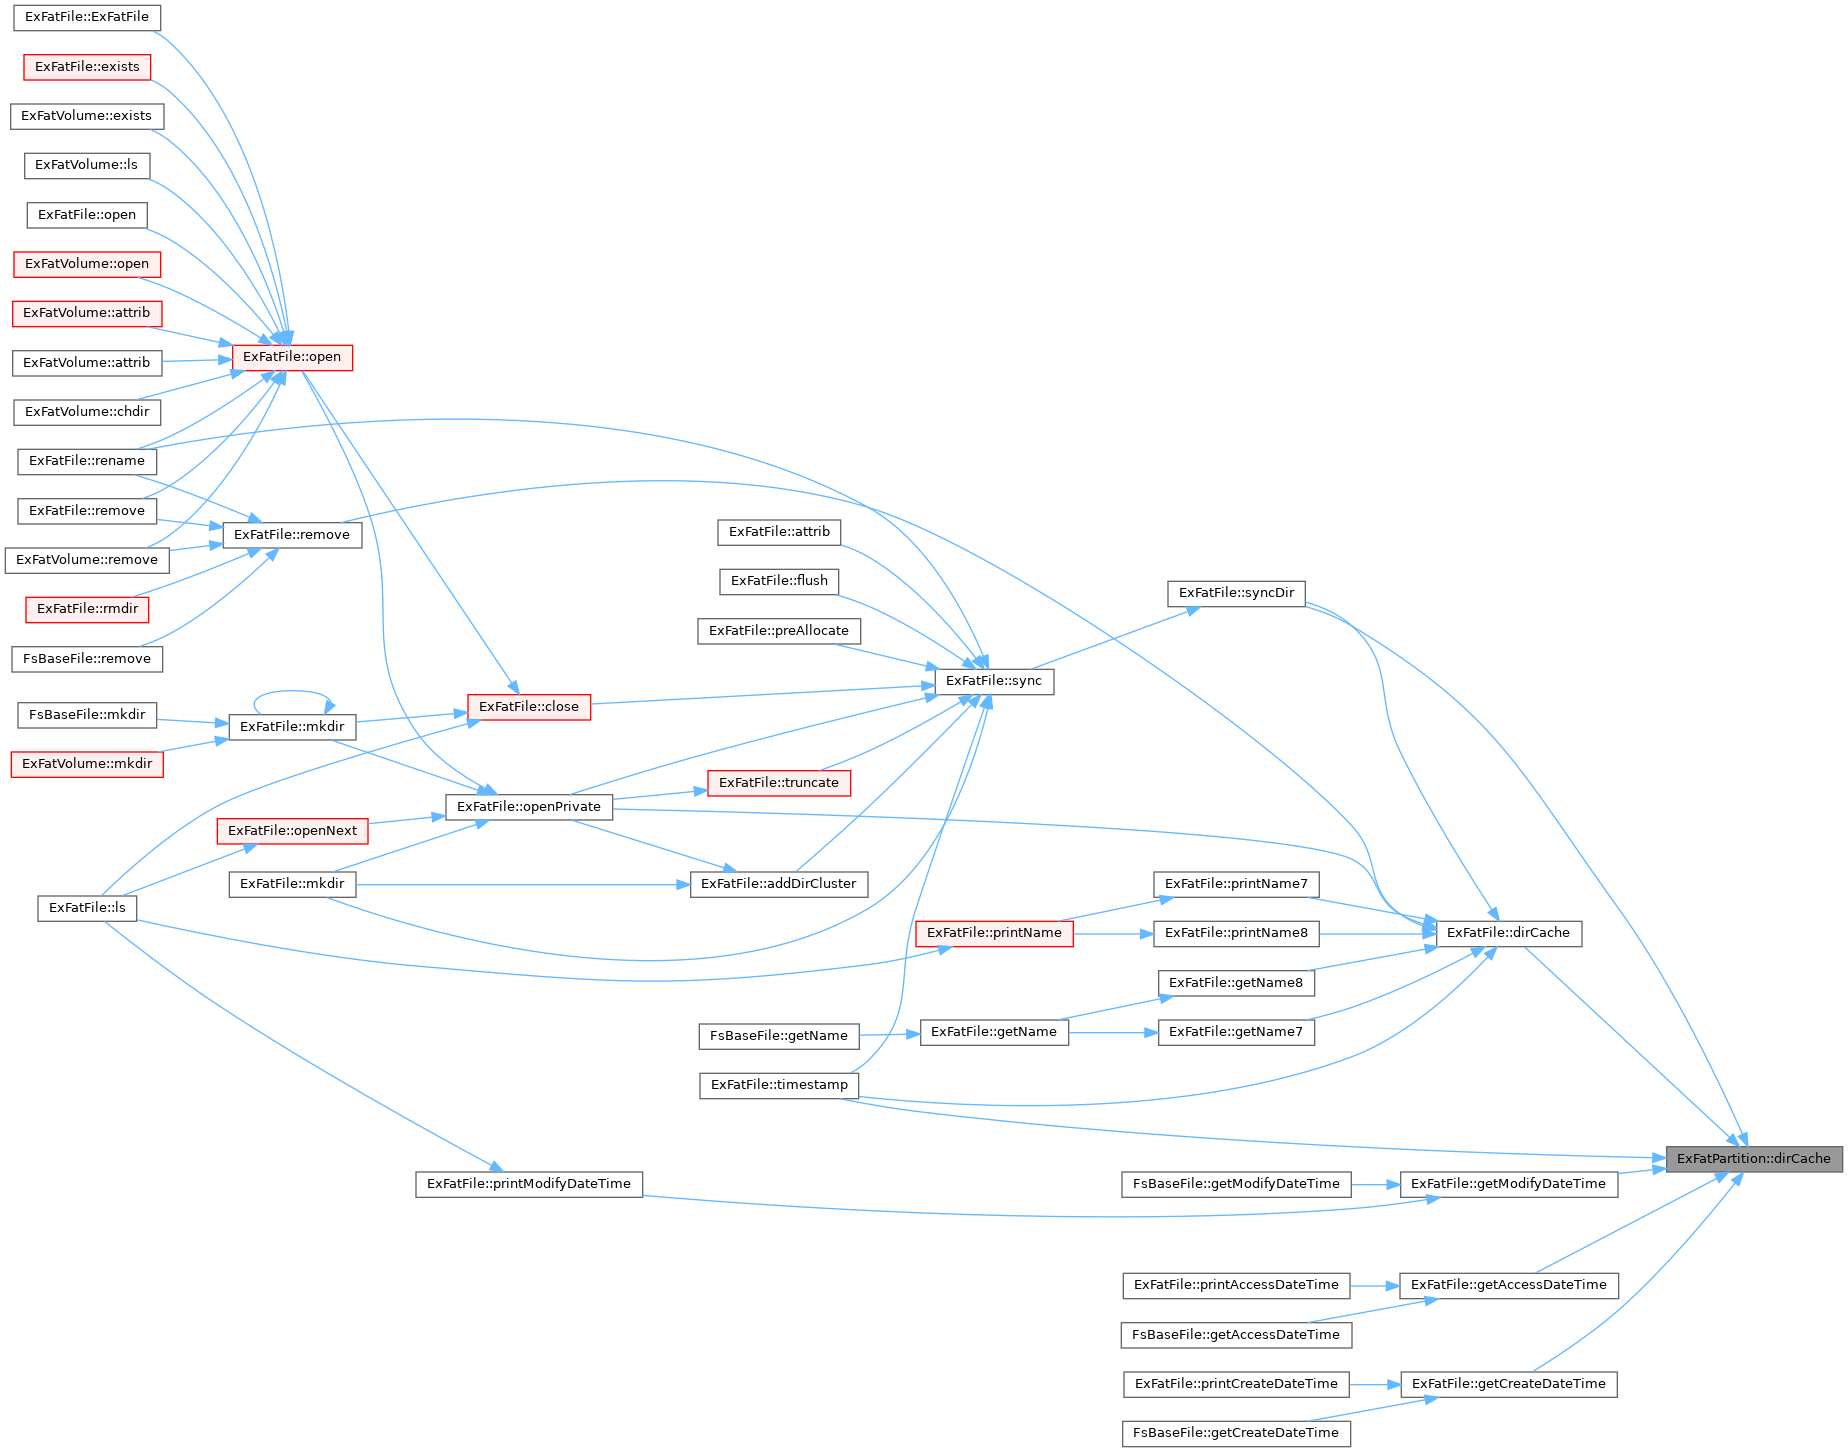 ExFatFile::ExFatFile
ExFatFile::exists
ExFatVolume::exists
ExFatVolume::ls
ExFatFile::open
ExFatVolume::open
ExFatVolume::attrib
ExFatFile::open
ExFatVolume::attrib
ExFatVolume::chdir
ExFatFile::rename
ExFatFile::remove
ExFatFile::attrib
ExFatFile::remove
ExFatVolume::remove
ExFatFile::flush
ExFatFile::syncDir
ExFatFile::rmdir
ExFatFile::preAllocate
FsBaseFile::remove
ExFatFile::sync
ExFatFile::close
FsBaseFile::mkdir
ExFatFile::mkdir
ExFatVolume::mkdir
ExFatFile::truncate
ExFatFile::openPrivate
ExFatFile::openNext
ExFatFile::mkdir
ExFatFile::addDirCluster
ExFatFile::printName7
ExFatFile::ls
ExFatFile::printName
ExFatFile::printName8
ExFatFile::dirCache
ExFatFile::getName8
FsBaseFile::getName
ExFatFile::getName
ExFatFile::getName7
ExFatFile::timestamp
ExFatPartition::dirCache
ExFatFile::printModifyDateTime
FsBaseFile::getModifyDateTime
ExFatFile::getModifyDateTime
ExFatFile::printAccessDateTime
ExFatFile::getAccessDateTime
FsBaseFile::getAccessDateTime
ExFatFile::printCreateDateTime
ExFatFile::getCreateDateTime
FsBaseFile::getCreateDateTime